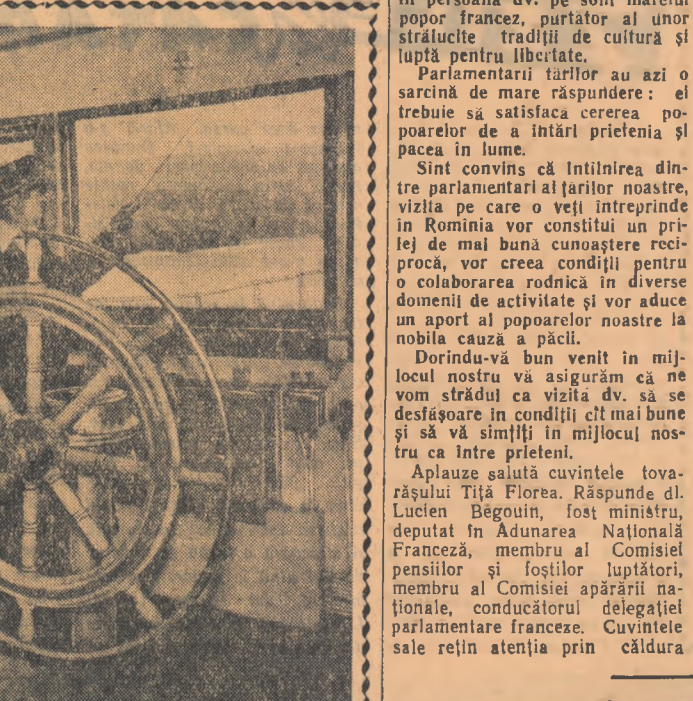 în persoana dv. pe solii marelui
popor francez, purtător al unor
strălucite tradiții de cultură și
luptă pentru libertate.
Parlamentarii țărilor au azi o
sarcină de mare răspundere : ei
trebuie să satisfacă cererea po-
poarelor de a întări prietenia și
pacea în lume.
Sînt convins că întîlnirea din-
tre parlamentari ai țărilor noastre,
vizita pe care o veți întreprinde
în Romînia vor constitui un pri-
lej de mai bună cunoaștere reci-
procă, vor creea condiții pentru
o colaborarea rodnică în diverse
domenii de activitate și vor aduce
un aport al popoarelor noastre la
nobila cauză a păcii.
Dorindu-vă bun venit în mij-
locul nostru vă asigurăm că ne
vom strădui ca vizita dv. să se
desfășoare în condiții cît mai bune
și să vă simțiți în mijlocul nos-
tru ca între prieteni.
Aplauze salută cuvintele tova-
rășului Tiță Florea. Răspunde dl.
Lucien Begouin, fost ministru,
deputat în Adunarea Națională
Franceză, membru al Comisiei
pensiilor și foștilor luptători,
membru al Comisiei apărării na-
ționale, conducătorul delegației
parlamentare franceze. Cuvintele
sale rețin atenția prin căldura